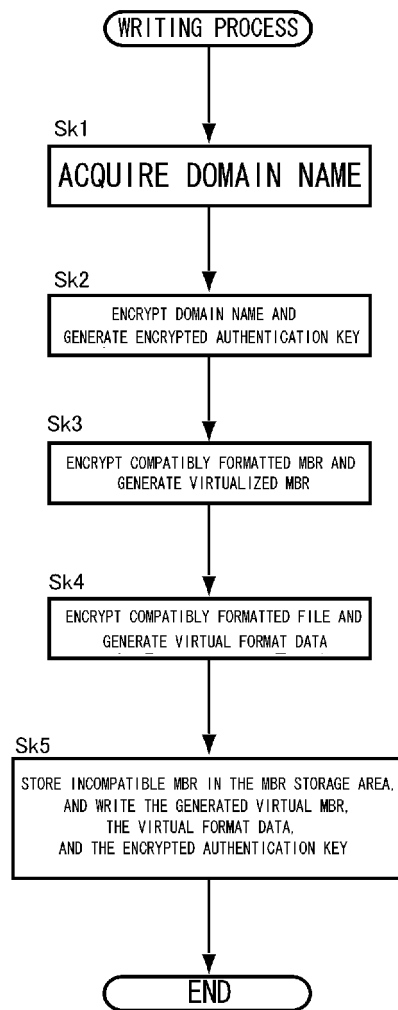 WRITING PROCESS
Sk1
ACQUIRE DOMAIN NAME
Sk2
ENCRYPT DOMAIN NAME AND
GENERATE ENCRYPTED AUTHENTICATION KEY
Sk3
ENCRYPT COMPATIBLY FORMATTED MBR AND
GENERATE VIRTUALIZED MBR
Sk4
ENCRYPT COMPATIBLY FORMATTED FILE AND
GENERATE VIRTUAL FORMAT DATA
Sk5
STORE INCOMPATIBLE MBR IN THE MBR STORAGE AREA,
AND WRITE THE GENERATED VIRTUAL MBR,
THE VIRTUAL FORMAT DATA,
AND THE ENCRYPTED AUTHENTICATION KEY
END